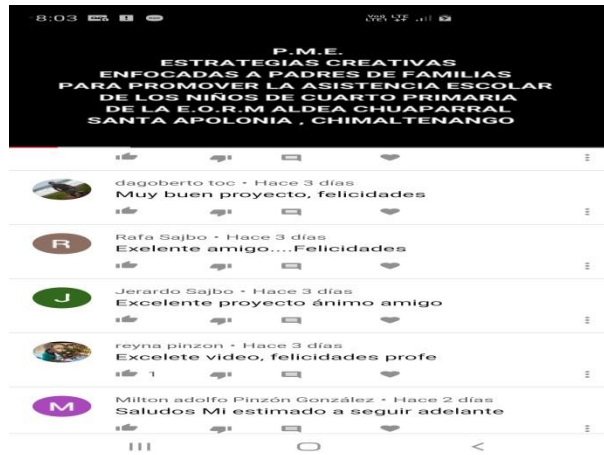 8:03
P.M.E.
ESTRATEGIAS CREATIVAS
ENFOCADAS A PADRES DE FAMILIAS
PARA PROMOVER LA ASISTENCIA ESCOLAR
DE LOS NIÑOS DE CUARTO PRIMARIA
DE LA E.O.R.M ALDEA CHUAPARRAL
SANTA APOLONIA , CHIMALTENANGO
dagoberto toc • Hace 3 días
Muy buen proyecto, felicidades
R
Rafa Sajbo • Hace 3 días
Exelente amigo....Felicidades
J
Jerardo Sajbo • Hace 3 días
Excelente proyecto ánimo amigo
reyna pinzon • Hace 3 días
Excelete video, felicidades profe
1
M
Milton adolfo Pinzón González • Hace 2 días
Saludos Mi estimado a seguir adelante